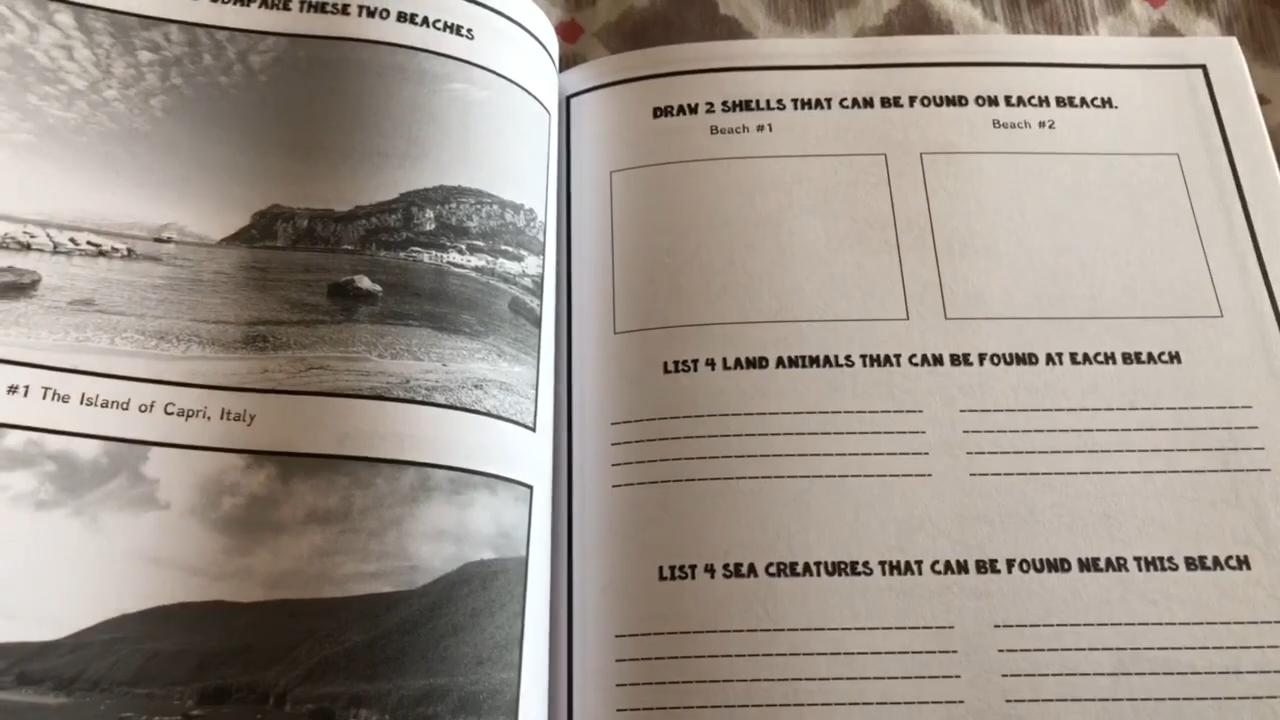 COMPARE THESE TWO BEACHES
#1 The Island of Capri, Italy
DRAW 2 SHELLS THAT CAN BE FOUND ON EACH BEACH.
Beach #1
Beach #2
LIST 4 LAND ANIMALS THAT CAN BE FOUND AT EACH BEACH
LIST 4 SEA CREATURES THAT CAN BE FOUND NEAR THIS BEACH